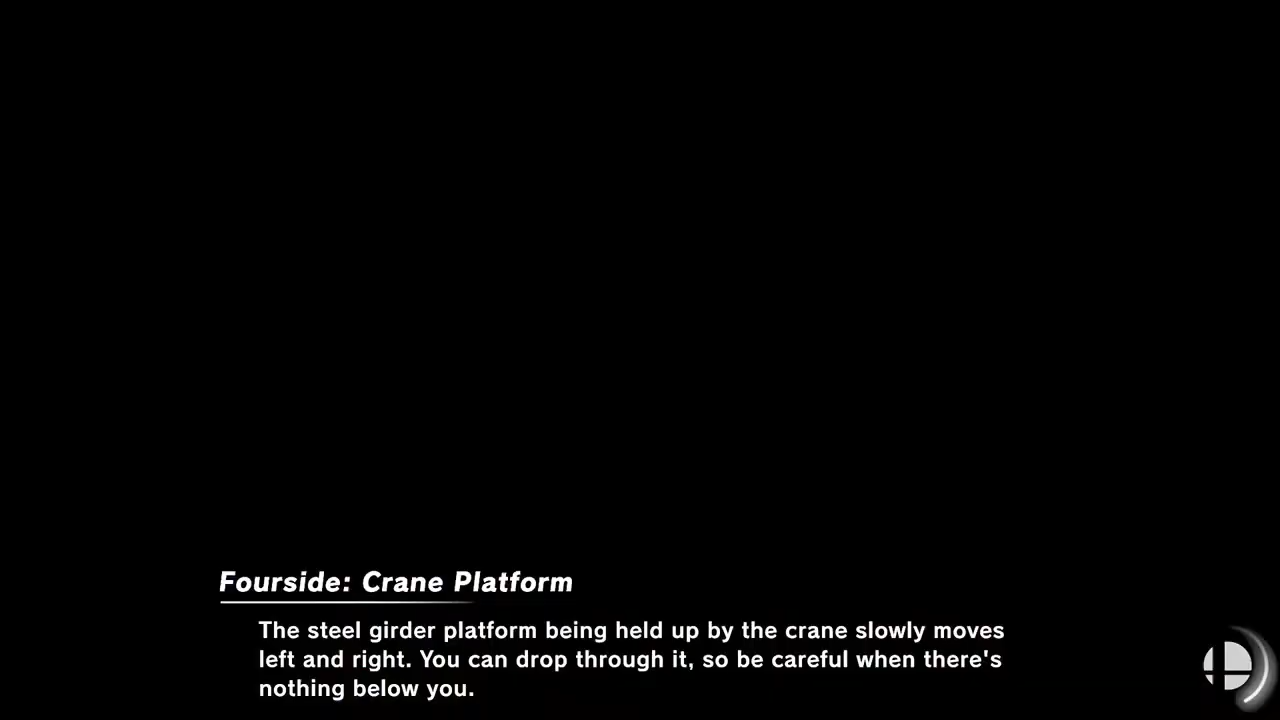 Fourside: Crane Platform
The steel girder platform being held up by the crane slowly moves
left and right. You can drop through it, so be careful when there's
nothing below you.